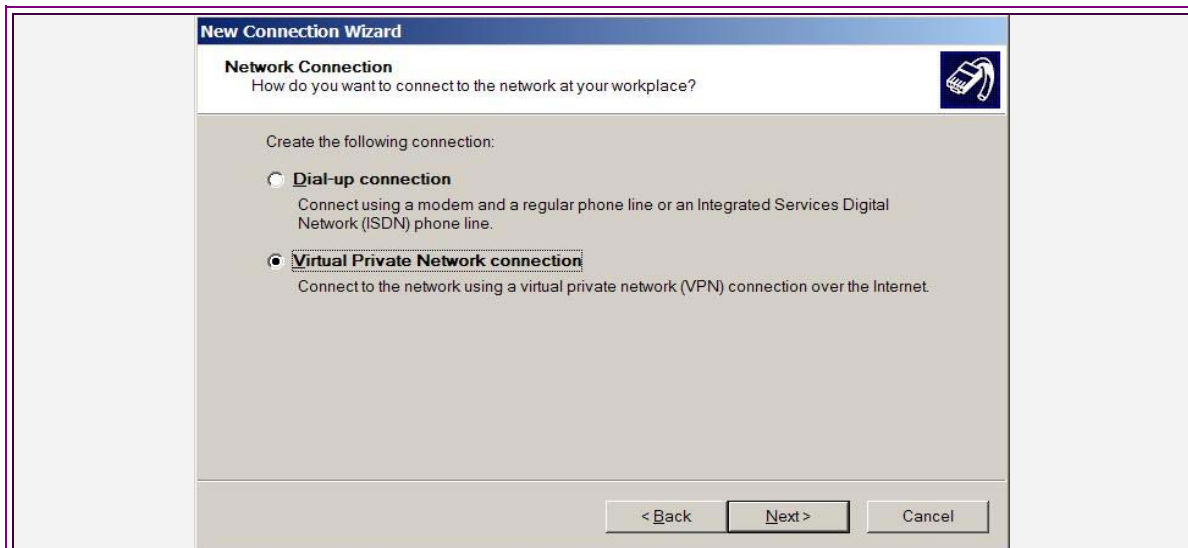 New Connection Wizard
Network Connection
How do you want to connect to the network at your workplace?
Create the following connection:
Dial-up connection
Connect using a modem and a regular phone line or an Integrated Services Digital
Network (ISDN) phone line.
Virtual Private Network connection
Connect to the network using a virtual private network (VPN) connection over the Internet.
< Back Next > Cancel